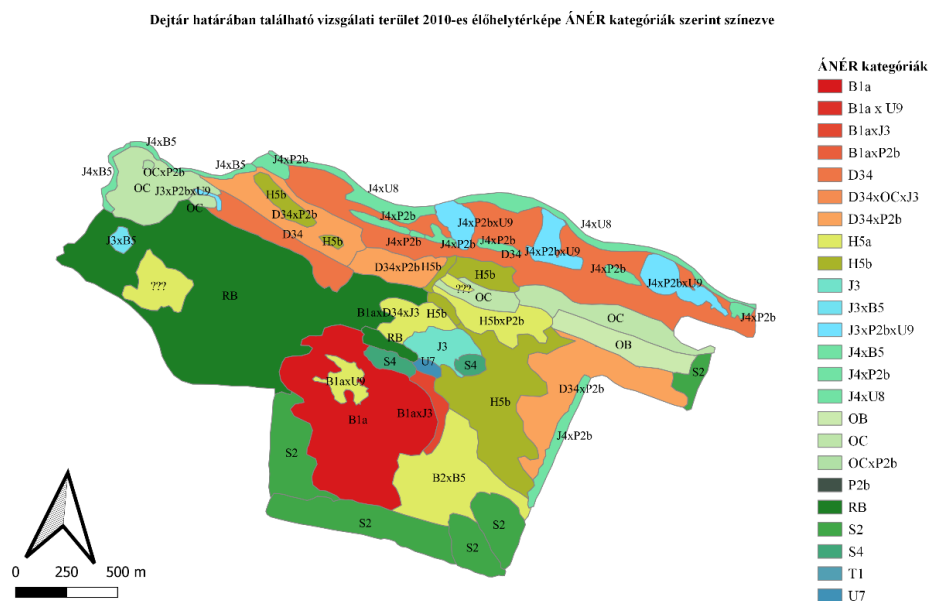 Dejtár határában található vizsgálati terület 2010-es élőhelytérképe ÁNÉR kategóriák szerint színezve
ÁNÉR kategóriák
B1a
B1a x U9
B1axJ3
B1axP2b
D34
D34xOCxJ3
D34xP2b
H5a
H5b
J3
J3xB5
J3xP2bxU9
J4xB5
J4xP2b
J4xU8
OB
OC
OCxP2b
P2b
RB
S2
S4
T1
U7
J4xB5
J4xB5
J4xP2b
J4xB5
OCxP2b
OC
J3xP2bxU9
OC
H5b
J4xU8
D34xP2b
J4xP2b
J4xP2bxU9
J4xU8
D34
H5b
J4xP2b
J4xP2b
J4xP2b
D34
J4xP2bxU9
J3xB5
D34xP2b
H5b
H5b
J4xP2b
J4xP2bxU9
???
RB
???
OC
J4xP2b
B1axD34xJ3
H5b
H5bxP2b
OC
RB
J3
OB
S4
U7
S4
S2
B1axU9
D34xP2b
H5b
B1a
B1axJ3
J4xP2b
S2
B2xB5
S2
S2
S2
0 250 500 m